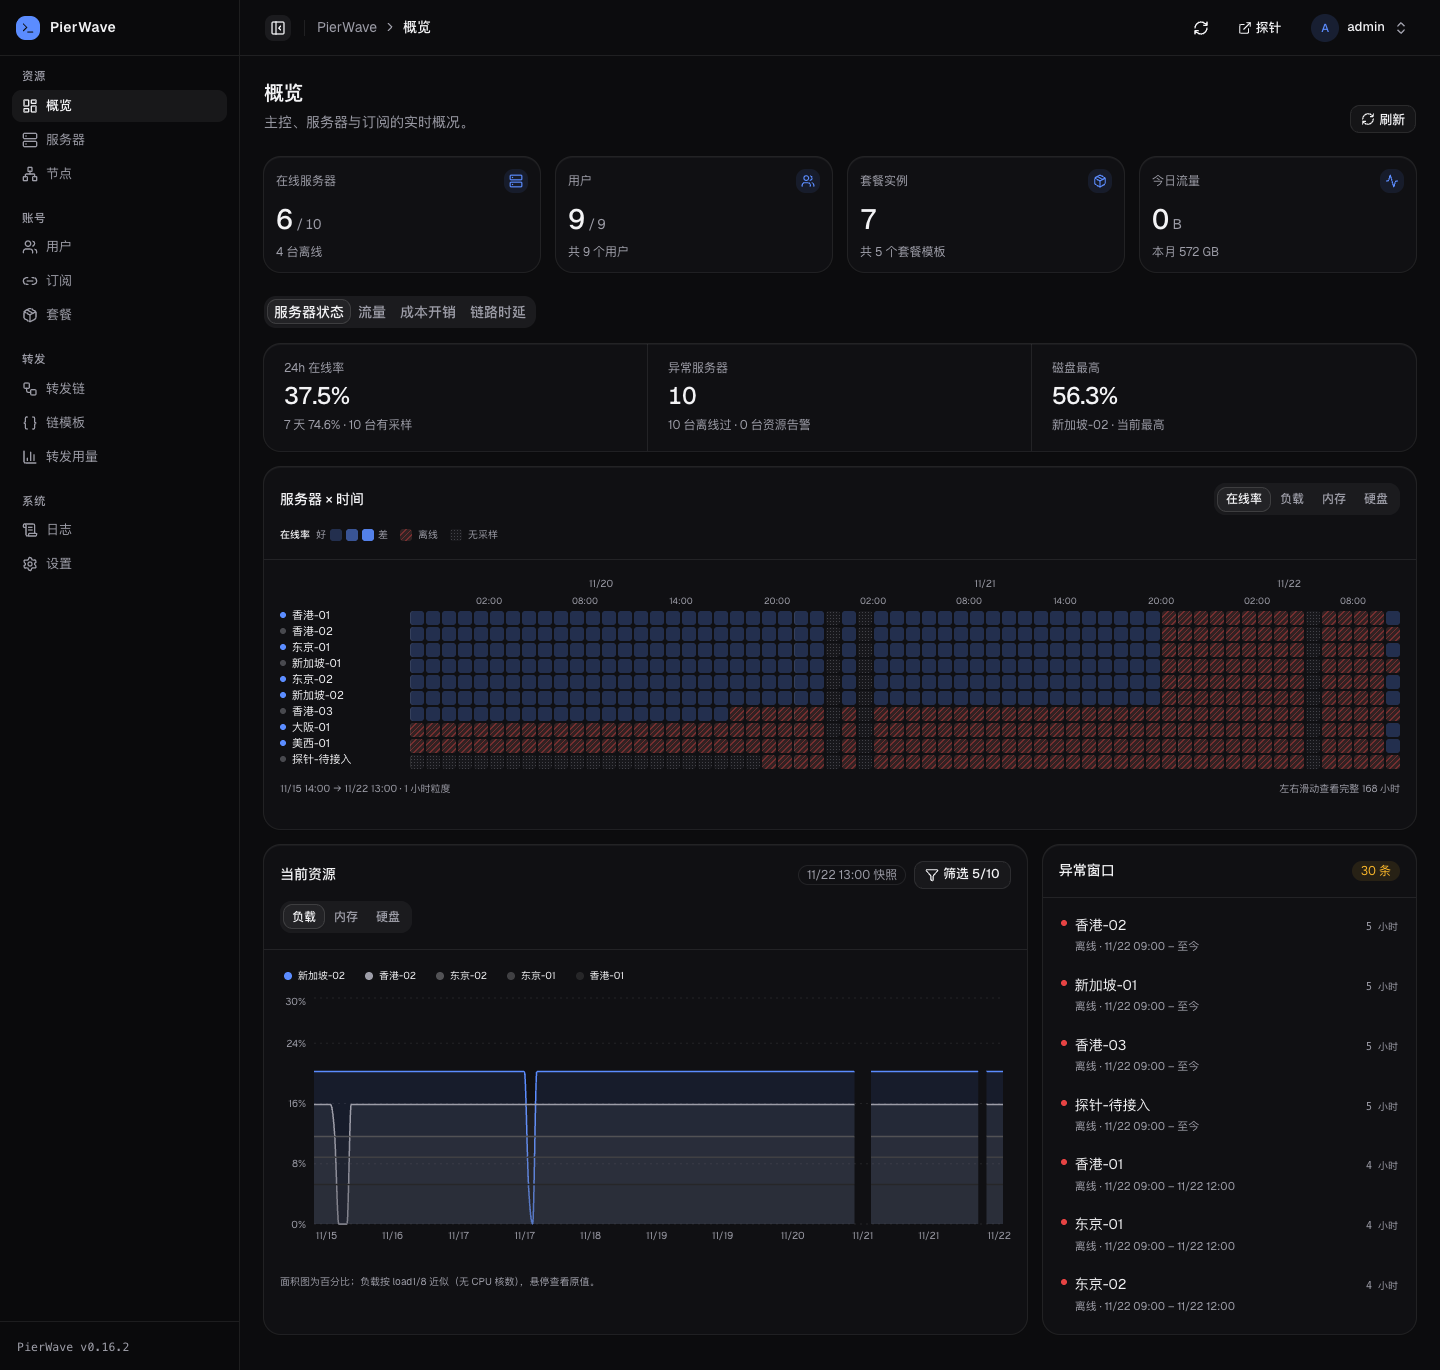 PierWave
PierWave > 概览
探针
A
admin
资源
概览
服务器
节点
账号
用户
订阅
套餐
转发
转发链
链模板
转发用量
系统
日志
设置
PierWave v0.16.2
概览
主控、服务器与订阅的实时概况。
刷新
在线服务器
6 / 10
4 台离线
用户
9 / 9
共 9 个用户
套餐实例
7
共 5 个套餐模板
今日流量
0 B
本月 572 GB
服务器状态 流量 成本开销 链路时延
24h 在线率
37.5%
7 天 74.6% · 10 台有采样
异常服务器
10
10 台离线过 · 0 台资源告警
磁盘最高
56.3%
新加坡-02 · 当前最高
服务器 × 时间
在线率 负载 内存 硬盘
在线率 好 差 离线 无采样
11/20 11/21 11/22
02:00 08:00 14:00 20:00 02:00 08:00 14:00 20:00 02:00 08:00
香港-01
香港-02
东京-01
新加坡-01
东京-02
新加坡-02
香港-03
大阪-01
美西-01
探针-待接入
11/15 14:00 → 11/22 13:00 · 1 小时粒度
左右滑动查看完整 168 小时
当前资源
11/22 13:00 快照
筛选 5/10
负载 内存 硬盘
新加坡-02 香港-02 东京-02 东京-01 香港-01
30%
24%
16%
8%
0%
11/15 11/16 11/17 11/17 11/18 11/19 11/19 11/20 11/21 11/21 11/22
面积图为百分比；负载按 load1/8 近似（无 CPU 核数），悬停查看原值。
异常窗口
30 条
香港-02
5 小时
离线 · 11/22 09:00 – 至今
新加坡-01
5 小时
离线 · 11/22 09:00 – 至今
香港-03
5 小时
离线 · 11/22 09:00 – 至今
探针-待接入
5 小时
离线 · 11/22 09:00 – 至今
香港-01
4 小时
离线 · 11/22 09:00 – 11/22 12:00
东京-01
4 小时
离线 · 11/22 09:00 – 11/22 12:00
东京-02
4 小时
离线 · 11/22 09:00 – 11/22 12:00